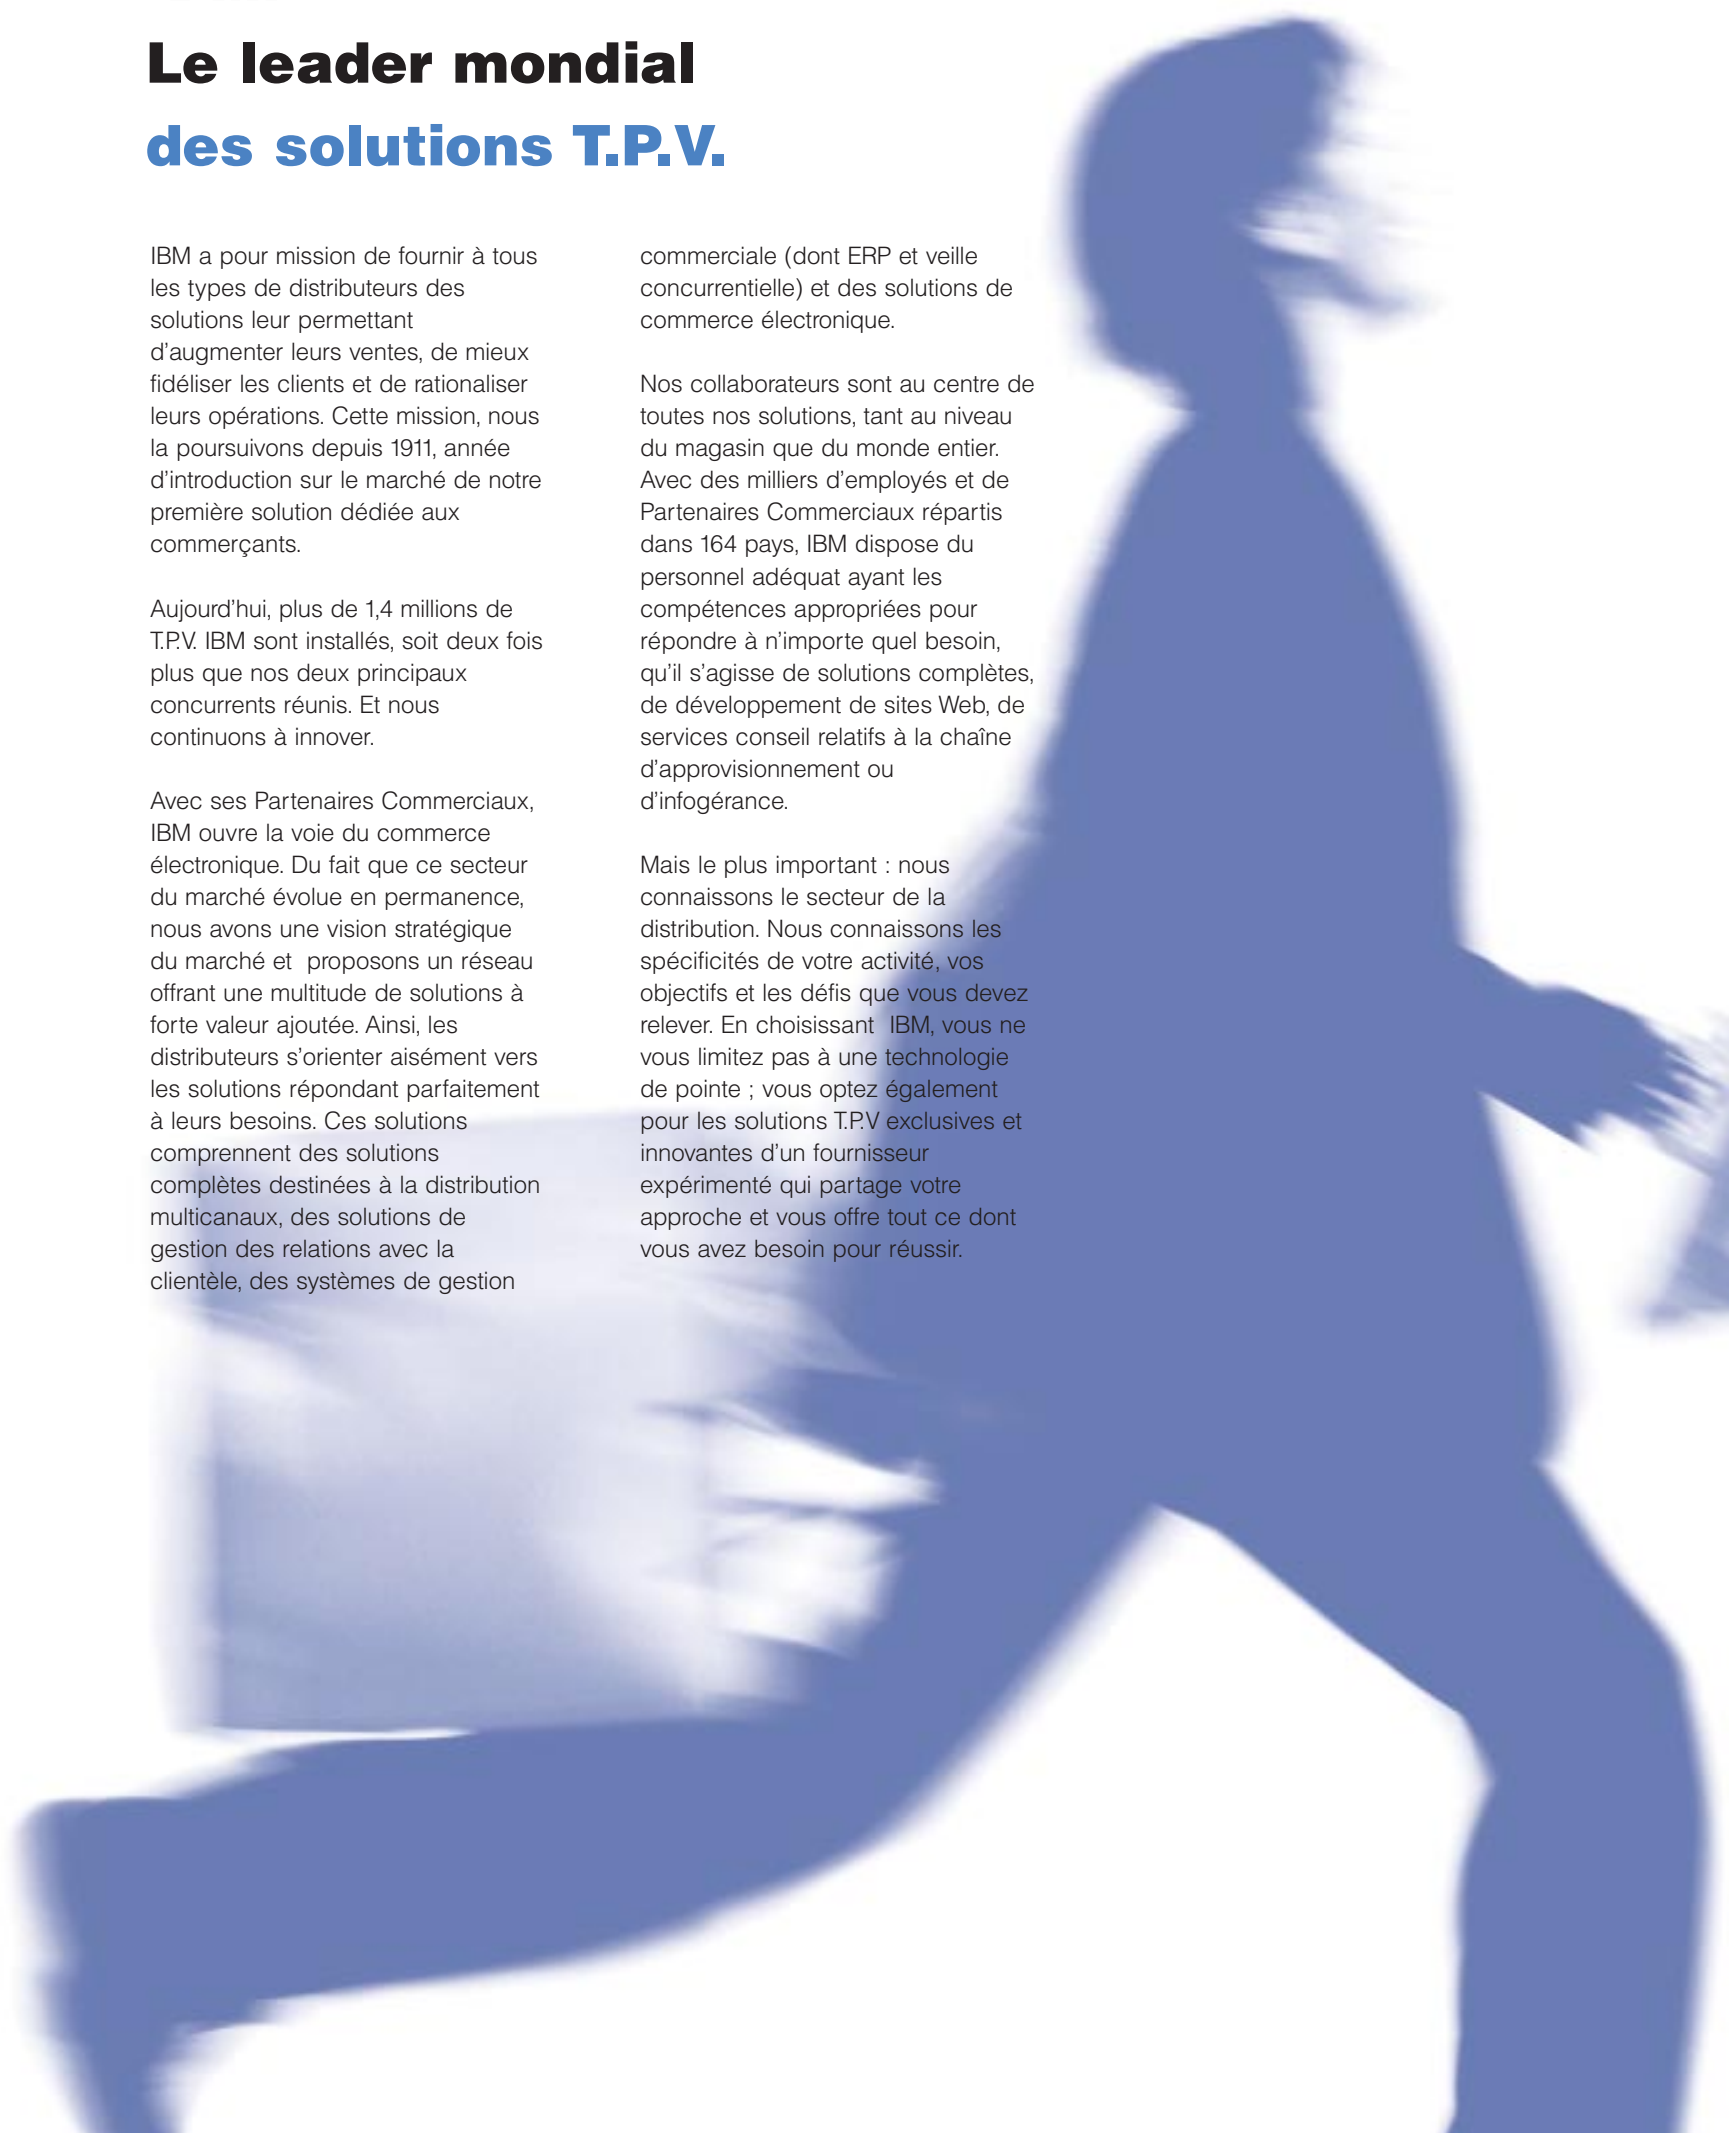 Le leader mondial
des solutions T.P.V.
IBM a pour mission de fournir à tous
les types de distributeurs des
solutions leur permettant
d'augmenter leurs ventes, de mieux
fidéliser les clients et de rationaliser
leurs opérations. Cette mission, nous
la poursuivons depuis 1911, année
d'introduction sur le marché de notre
première solution dédiée aux
commerçants.
Aujourd'hui, plus de 1,4 millions de
T.P.V. IBM sont installés, soit deux fois
plus que nos deux principaux
concurrents réunis. Et nous
continuons à innover.
Avec ses Partenaires Commerciaux,
IBM ouvre la voie du commerce
électronique. Du fait que ce secteur
du marché évolue en permanence,
nous avons une vision stratégique
du marché et  proposons un réseau
offrant une multitude de solutions à
forte valeur ajoutée. Ainsi, les
distributeurs s'orienter aisément vers
les solutions répondant parfaitement
à leurs besoins. Ces solutions
comprennent des solutions
complètes destinées à la distribution
multicanaux, des solutions de
gestion des relations avec la
clientèle, des systèmes de gestion
commerciale (dont ERP et veille
concurrentielle) et des solutions de
commerce électronique.
Nos collaborateurs sont au centre de
toutes nos solutions, tant au niveau
du magasin que du monde entier.
Avec des milliers d'employés et de
Partenaires Commerciaux répartis
dans 164 pays, IBM dispose du
personnel adéquat ayant les
compétences appropriées pour
répondre à n'importe quel besoin,
qu'il s'agisse de solutions complètes,
de développement de sites Web, de
services conseil relatifs à la chaîne
d'approvisionnement ou
d'infogérance.
Mais le plus important : nous
connaissons le secteur de la
distribution. Nous connaissons les
spécificités de votre activité, vos
objectifs et les défis que vous devez
relever. En choisissant  IBM, vous ne
vous limitez pas à une technologie
de pointe ; vous optez également
pour les solutions T.P.V exclusives et
innovantes d'un fournisseur
expérimenté qui partage votre
approche et vous offre tout ce dont
vous avez besoin pour réussir.